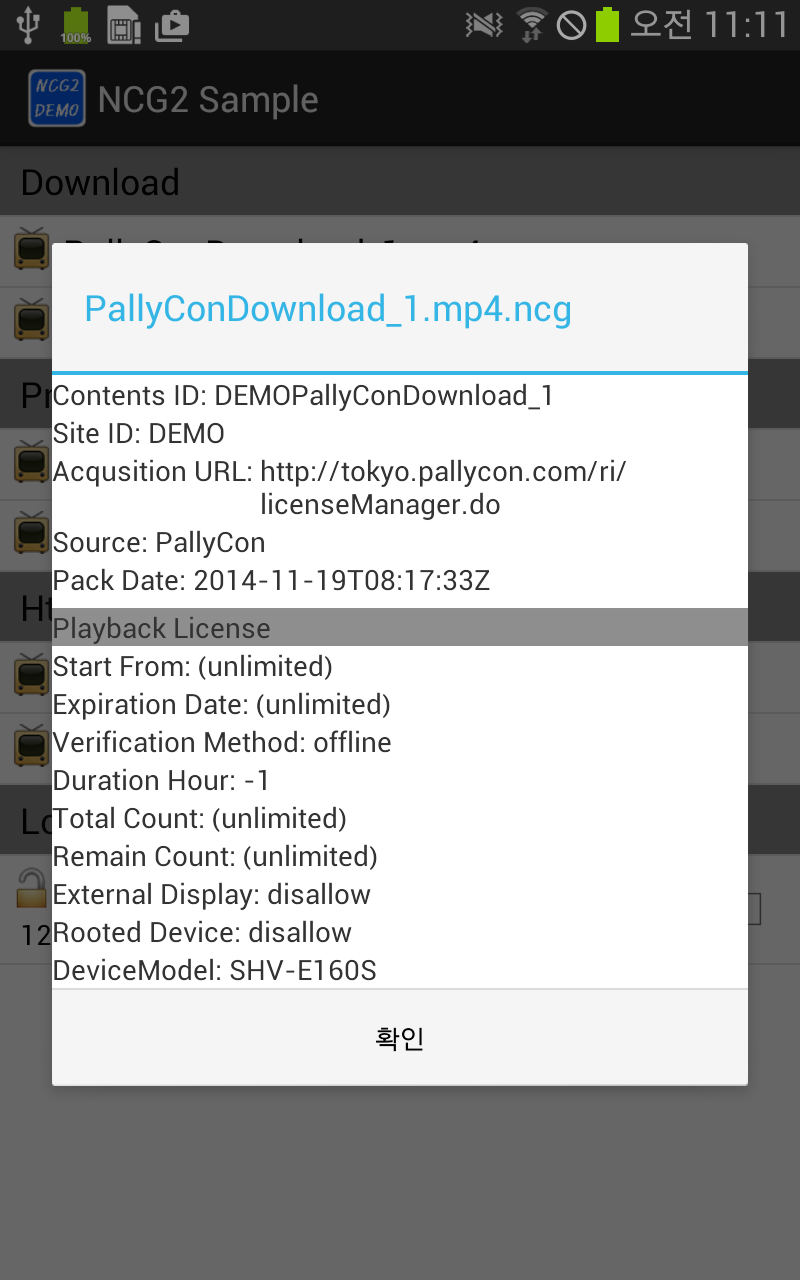 100%
오전 11:11
NCG2
DEMO
NCG2 Sample
Download
PallyConDownload_1.mp4.ncg
Contents ID: DEMOPallyConDownload_1
Site ID: DEMO
Acqusition URL: http://tokyo.pallycon.com/ri/
licenseManager.do
Source: PallyCon
Pack Date: 2014-11-19T08:17:33Z
Playback License
Start From: (unlimited)
Expiration Date: (unlimited)
Verification Method: offline
Duration Hour: -1
Total Count: (unlimited)
Remain Count: (unlimited)
External Display: disallow
12
Rooted Device: disallow
DeviceModel: SHV-E160S
확인